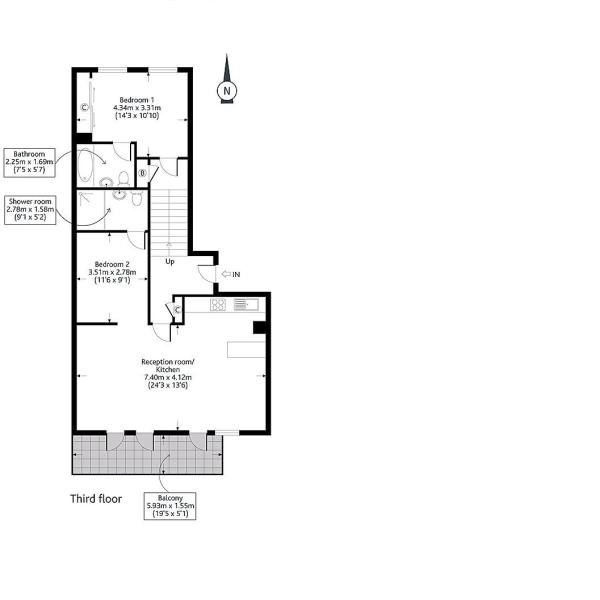 N
Bedroom 1
4.34m x 3.31m
(14'3 x 10'10)
C
Bathroom
2.25m x 1.69m
(7'5 x 5'7)
B
Shower room
2.78m x 1.58m
(9'1 x 5'2)
Up
Bedroom 2
3.51m x 2.78m
(11'6 x 9'1)
IN
C
Reception room/
Kitchen
7.40m x 4.12m
(24'3 x 13'6)
Third floor
Balcony
5.93m x 1.55m
(19'5 x 5'1)